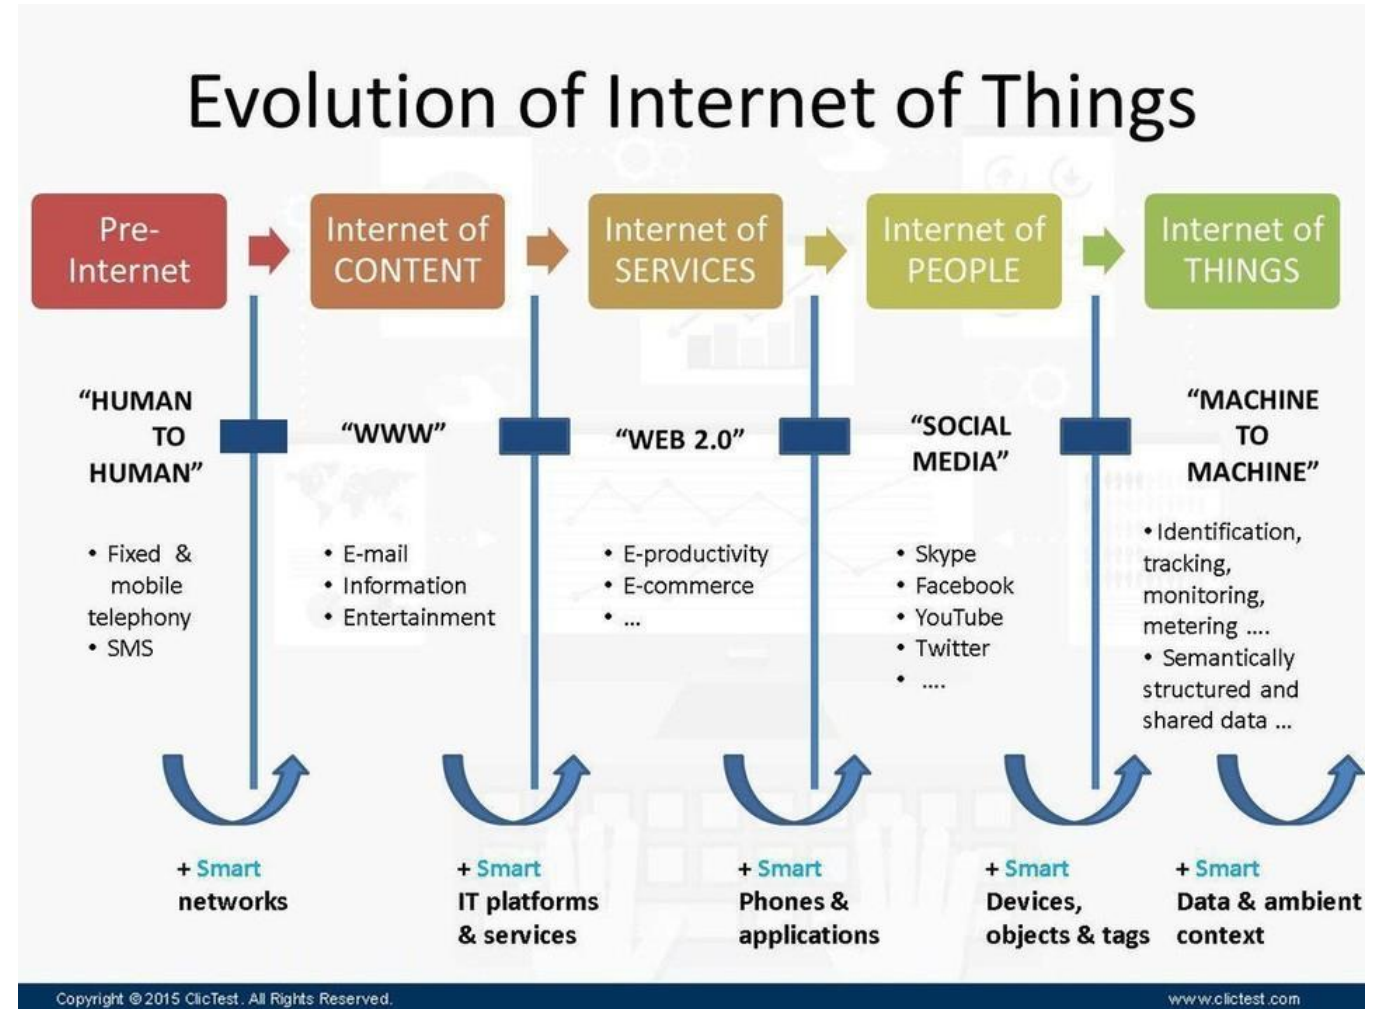 Evolution of Internet of Things
Pre-
Internet
Internet of
CONTENT
Internet of
SERVICES
Internet of
PEOPLE
Internet of
THINGS
“HUMAN
TO
HUMAN”
• Fixed &
mobile
telephony
• SMS
“WWW”
• E-mail
• Information
• Entertainment
“WEB 2.0”
• E-productivity
• E-commerce
• ...
“SOCIAL
MEDIA”
• Skype
• Facebook
• YouTube
• Twitter
• ....
“MACHINE
TO
MACHINE”
• Identification,
tracking,
monitoring,
metering ....
• Semantically
structured and
shared data ...
+ Smart
networks
+ Smart
IT platforms
& services
+ Smart
Phones &
applications
+ Smart
Devices,
objects & tags
+ Smart
Data & ambient
context
Copyright © 2015 ClicTest. All Rights Reserved.
www.clictest.com